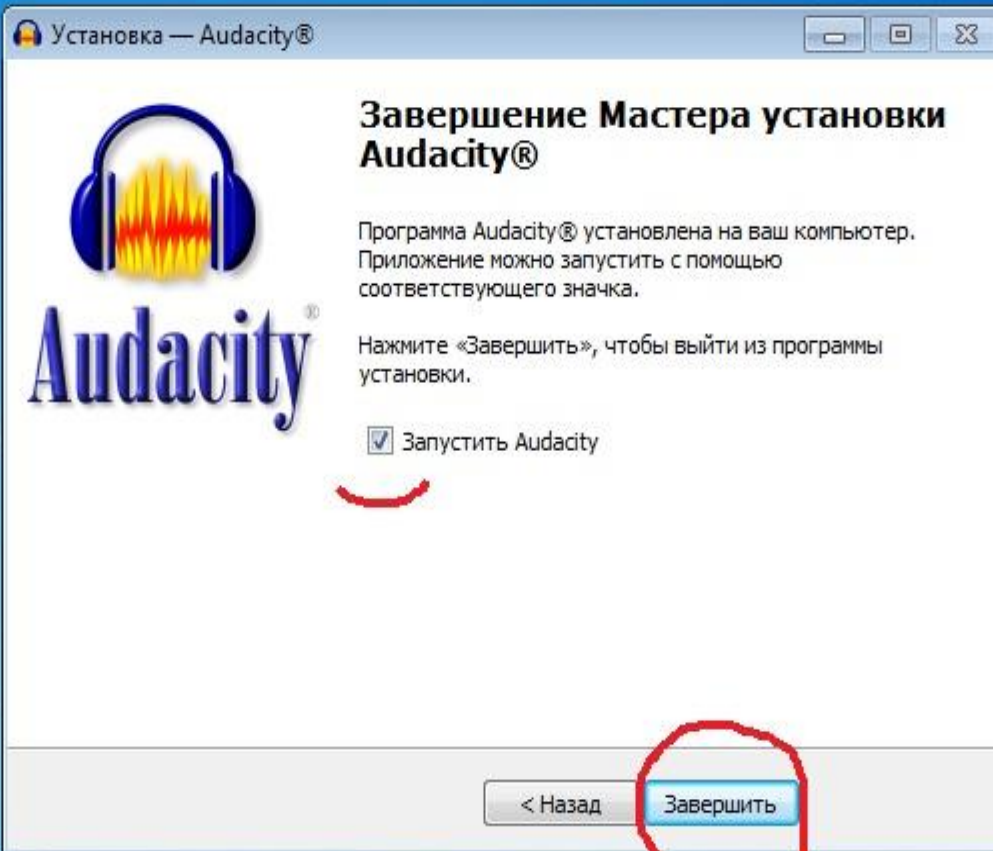 Установка — Audacity®
Завершение Мастера установки
Audacity®
Программа Audacity® установлена на ваш компьютер.
Приложение можно запустить с помощью
соответствующего значка.
Нажмите «Завершить», чтобы выйти из программы
установки.
Запустить Audacity
Audacity®
< Назад
Завершить